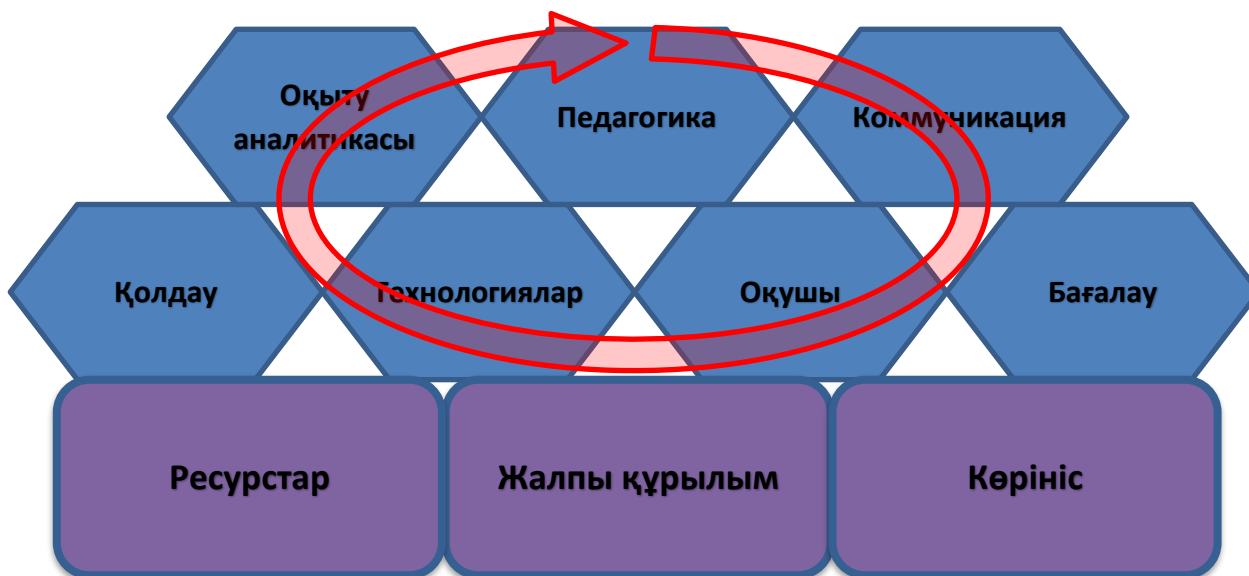 Оқыту
аналитикасы
Педагогика
Коммуникация
Қолдау
Технологиялар
Оқушы
Бағалау
Ресурстар
Жалпы құрылым
Көрініс